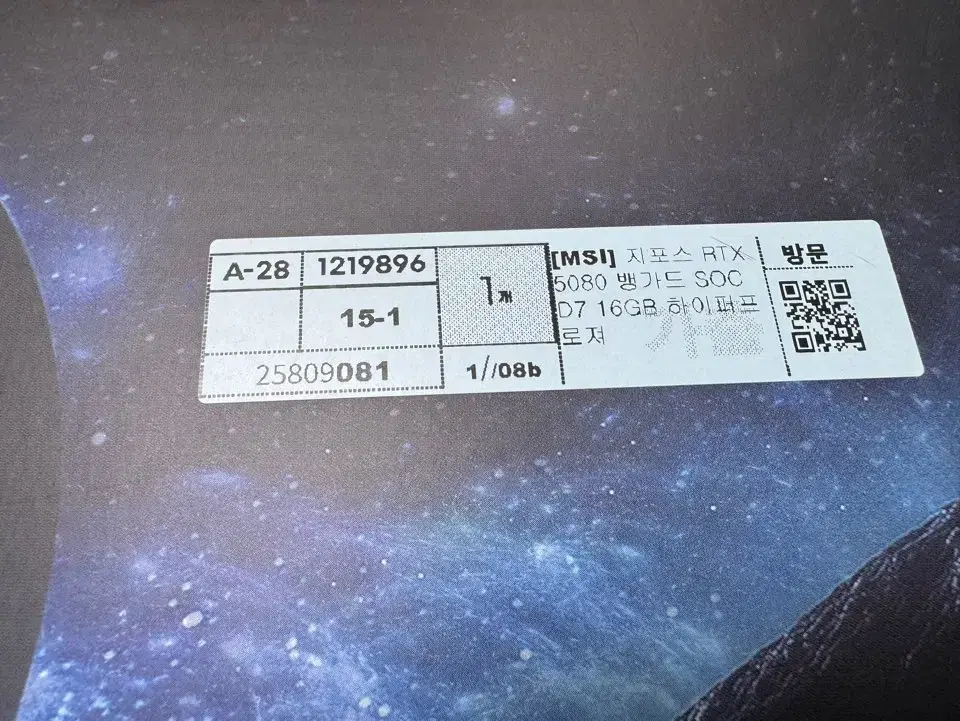 A-28
1219896
15-1
25809081
1개
1//08b
[MSI] 지포스 RTX
5080 뱅가드 SOC
D7 16GB 하이퍼프
로져
방문